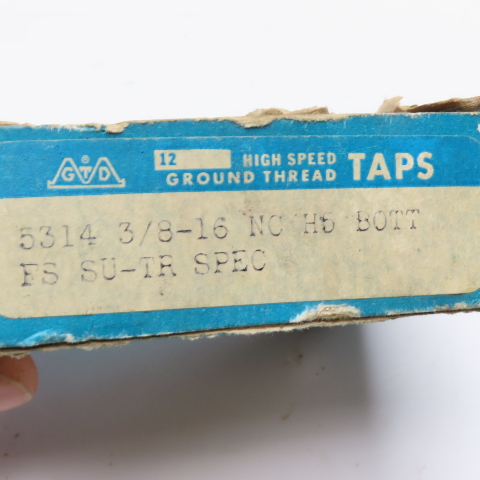 GTD
12 HIGH SPEED
GROUND THREAD TAPS
5314 3/8-16 NC H5 BOTT
FS SU-TR SPEC